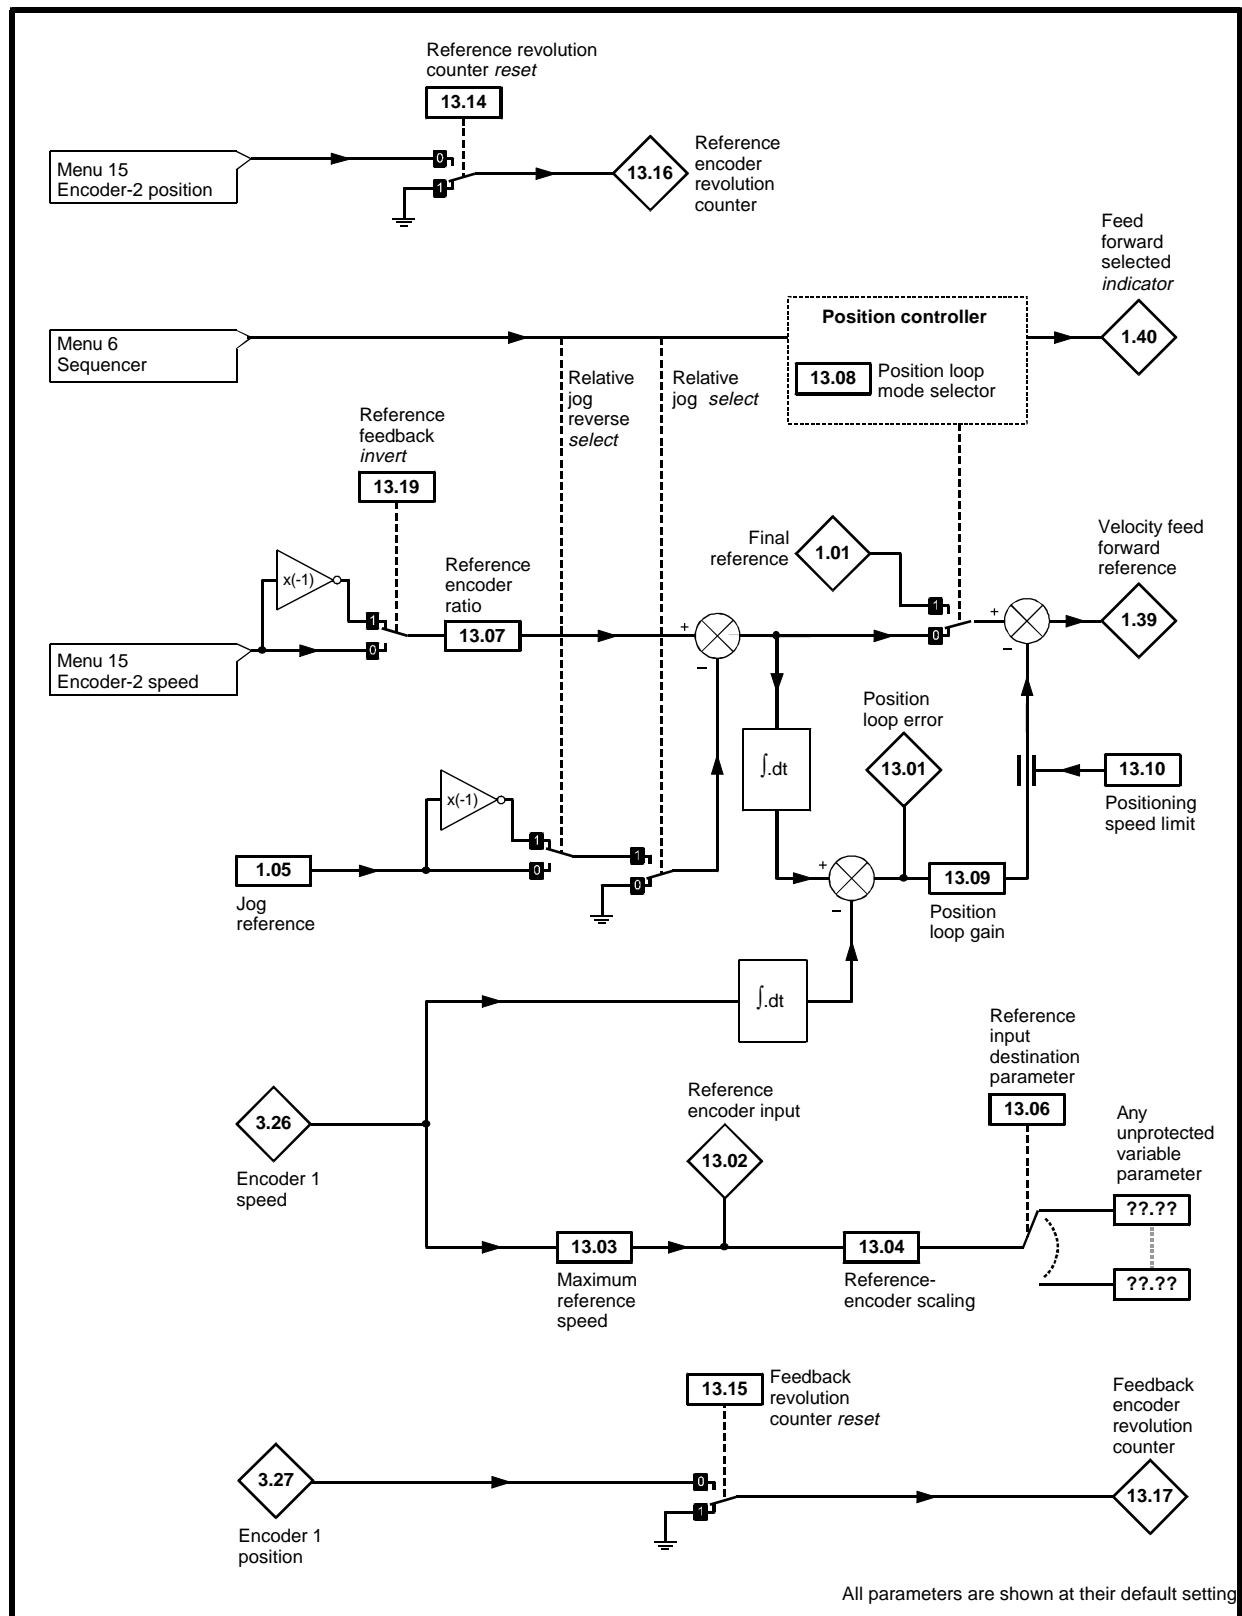 Reference revolution
counter reset
13.14
Menu 15
Encoder-2 position
0
1
13.16
Reference
encoder
revolution
counter
Feed
forward
selected
indicator
1.40
Menu 6
Sequencer
Position controller
13.08
Position loop
mode selector
Relative
jog
reverse
select
Relative
jog select
Reference
feedback
invert
13.19
x(-1)
1
0
Reference
encoder
ratio
13.07
Menu 15
Encoder-2 speed
+
–
Final
reference
1.01
1
0
+
–
Velocity feed
forward
reference
1.39
∫.dt
Position
loop error
13.01
13.10
Positioning
speed limit
x(-1)
1
0
1
0
1.05
Jog
reference
+
–
13.09
Position
loop gain
∫.dt
3.26
Encoder 1
speed
Reference
encoder input
13.02
Reference
input
destination
parameter
13.06
Any
unprotected
variable
parameter
??.??
??.??
13.03
Maximum
reference
speed
13.04
Reference-
encoder scaling
13.15
Feedback
revolution
counter reset
Feedback
encoder
revolution
counter
3.27
Encoder 1
position
0
1
13.17
All parameters are shown at their default setting